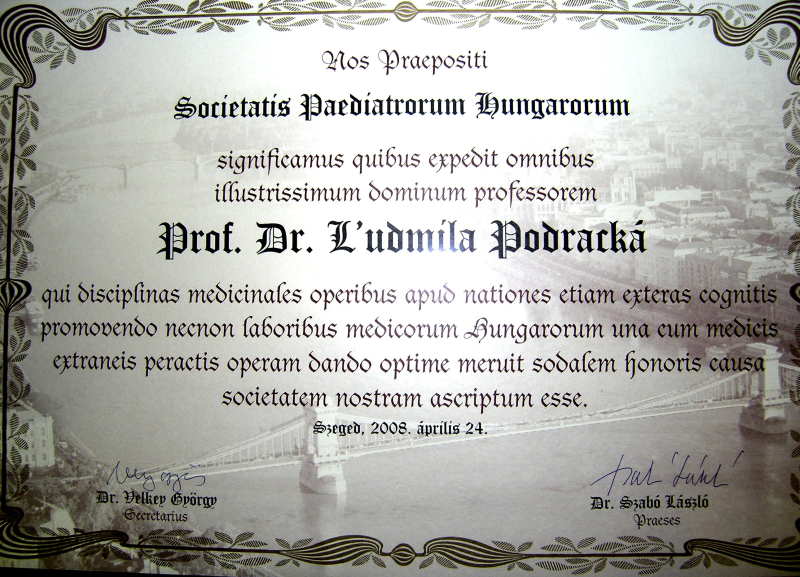 Nos Praepositi
Societatis Paediatrorum Hungarorum
significamus quibus expedit omnibus
illustrissimum dominum professorem
Prof. Dr. L'udmila Podracká
qui disciplinas medicinales operibus apud nationes etiam exteras cognitis
promovendo necnon laboribus medicorum Hungarorum una cum medicis
extraneis peractis operam dando optime meruit sodalem honoris causa
societatem nostram ascriptum esse.
Szeged, 2008. április 24.
Dr. Velkey György
Secretarius
Dr. Szabó László
Praeses